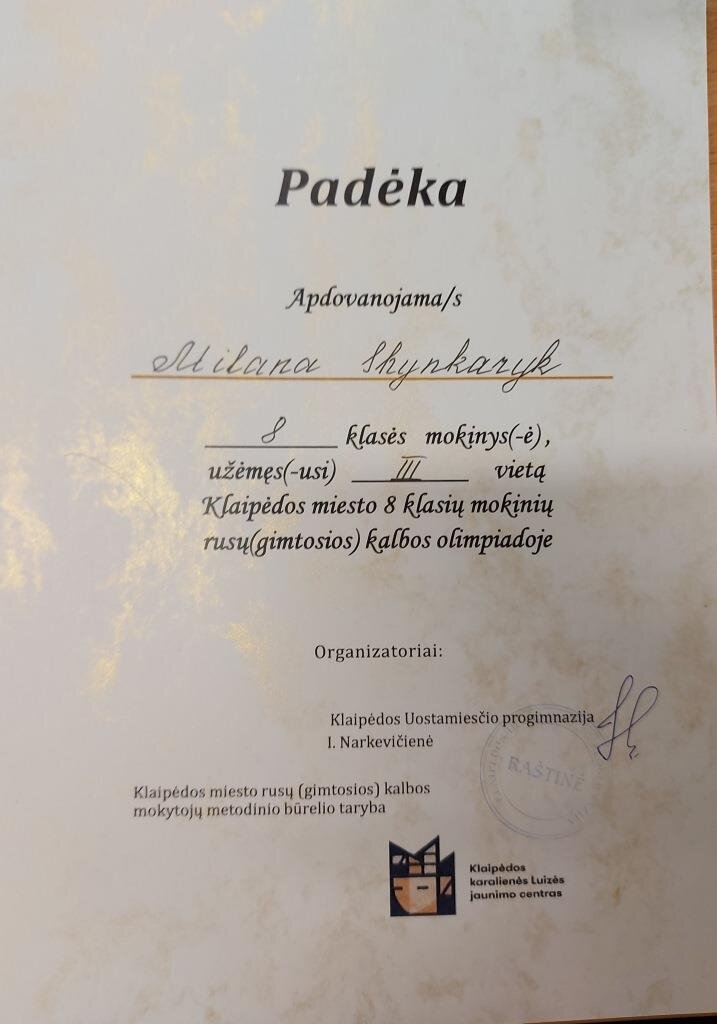 Padėka
Apdovanojama/s
Milana Shynkaryk
8 klasės mokinys(-ė),
užėmęs(-usi) III vietą
Klaipėdos miesto 8 klasių mokinių
rusų(gimtosios) kalbos olimpiadoje
Organizatoriai:
Klaipėdos Uostamiesčio progimnazija
I. Narkevičienė
RAŠTINĖ
Klaipėdos miesto rusų (gimtosios) kalbos
mokytojų metodinio būrelio taryba
Klaipėdos
karalienės Luizės
jaunimo centras